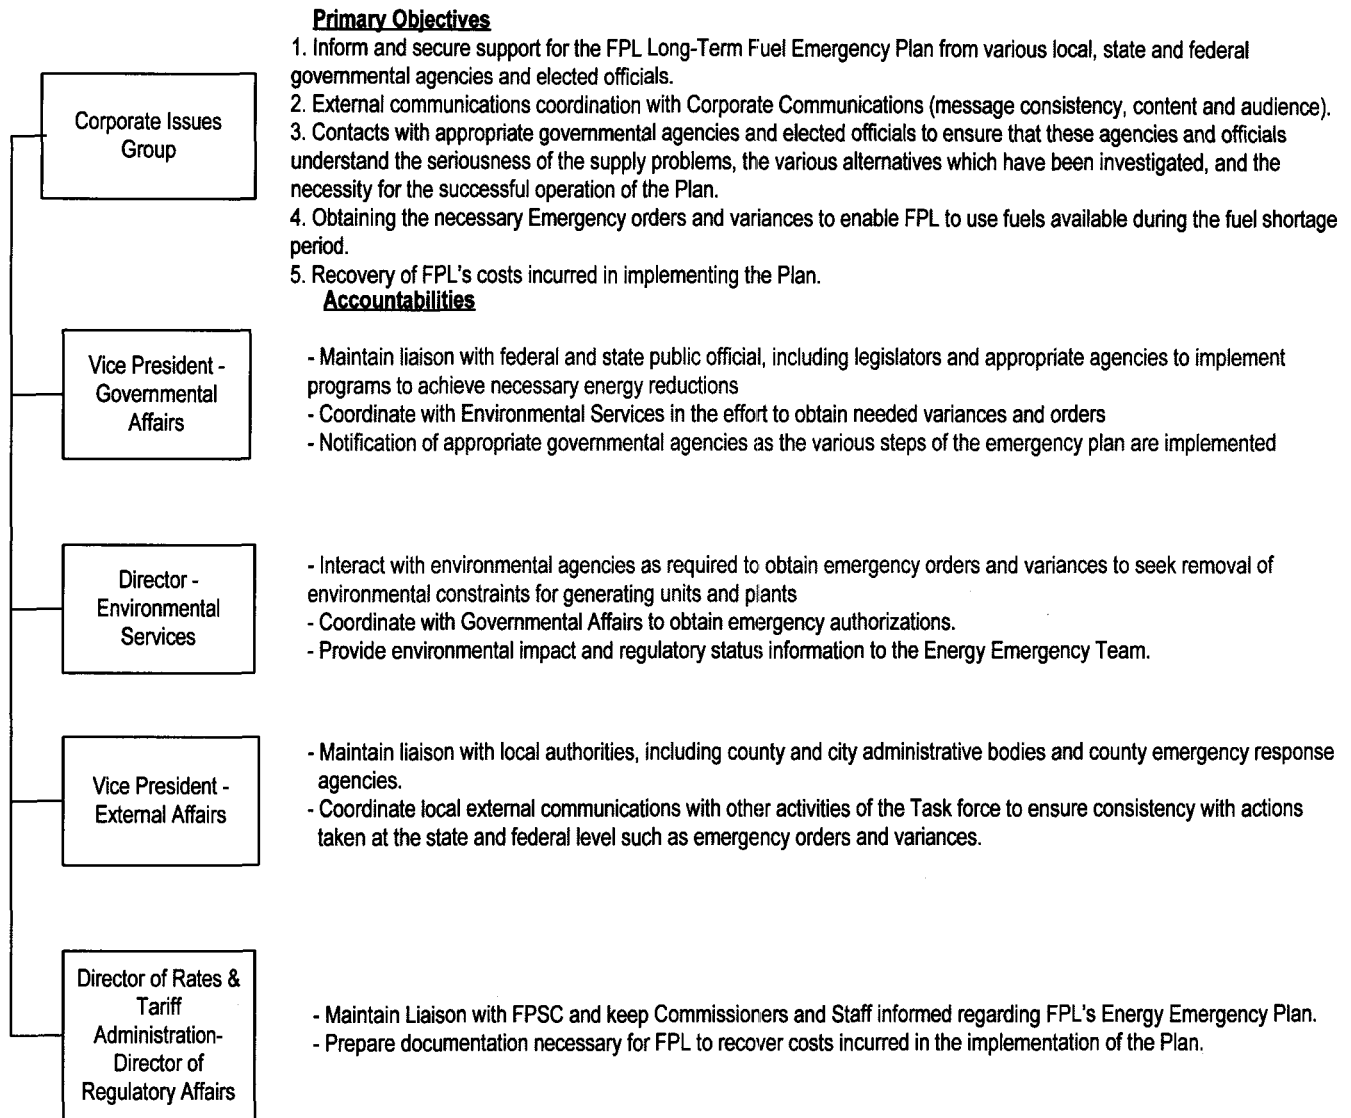 Primary Objectives
1. Inform and secure support for the FPL Long-Term Fuel Emergency Plan from various local, state and federal
governmental agencies and elected officials.
2. External communications coordination with Corporate Communications (message consistency, content and audience).
3. Contacts with appropriate governmental agencies and elected officials to ensure that these agencies and officials
understand the seriousness of the supply problems, the various alternatives which have been investigated, and the
necessity for the successful operation of the Plan.
4. Obtaining the necessary Emergency orders and variances to enable FPL to use fuels available during the fuel shortage
period.
5. Recovery of FPL's costs incurred in implementing the Plan.
Corporate Issues
Group
Accountabilities
Vice President -
Governmental
Affairs
- Maintain liaison with federal and state public official, including legislators and appropriate agencies to implement
programs to achieve necessary energy reductions
- Coordinate with Environmental Services in the effort to obtain needed variances and orders
- Notification of appropriate governmental agencies as the various steps of the emergency plan are implemented
Director -
Environmental
Services
- Interact with environmental agencies as required to obtain emergency orders and variances to seek removal of
environmental constraints for generating units and plants
- Coordinate with Governmental Affairs to obtain emergency authorizations.
- Provide environmental impact and regulatory status information to the Energy Emergency Team.
Vice President -
External Affairs
- Maintain liaison with local authorities, including county and city administrative bodies and county emergency response
agencies.
- Coordinate local external communications with other activities of the Task force to ensure consistency with actions
taken at the state and federal level such as emergency orders and variances.
Director of Rates &
Tariff
Administration-
Director of
Regulatory Affairs
- Maintain Liaison with FPSC and keep Commissioners and Staff informed regarding FPL's Energy Emergency Plan.
- Prepare documentation necessary for FPL to recover costs incurred in the implementation of the Plan.